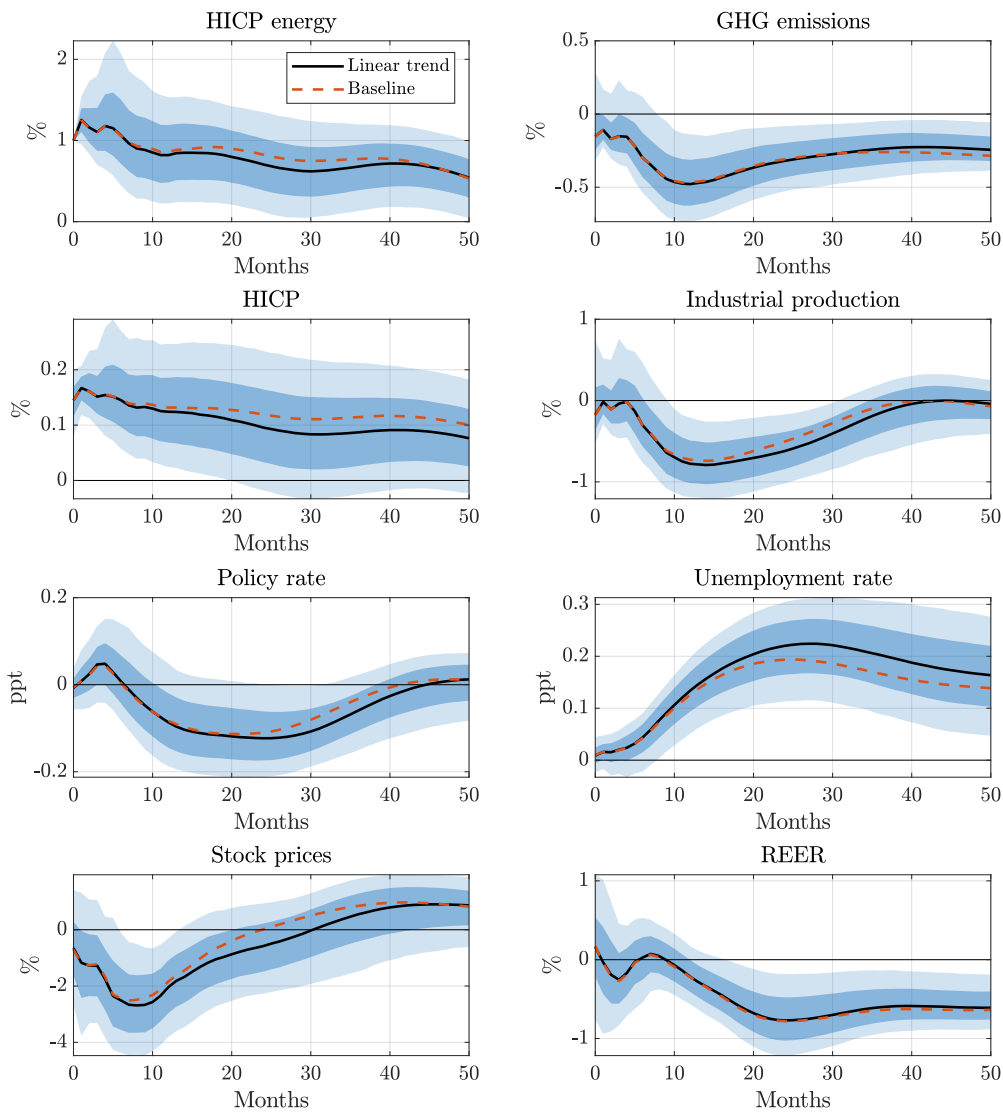 HICP energy
GHG emissions
2
1
0
%
Linear trend
Baseline
0 10 20 30 40 50
Months
0.5
0
-0.5
%
0 10 20 30 40 50
Months
HICP
Industrial production
0.2
0.1
0
%
0 10 20 30 40 50
Months
1
0
-1
%
0 10 20 30 40 50
Months
Policy rate
Unemployment rate
0.2
0
-0.2
ppt
0 10 20 30 40 50
Months
0.3
0.2
0.1
0
ppt
0 10 20 30 40 50
Months
Stock prices
REER
0
-2
-4
%
0 10 20 30 40 50
Months
1
0
-1
%
0 10 20 30 40 50
Months